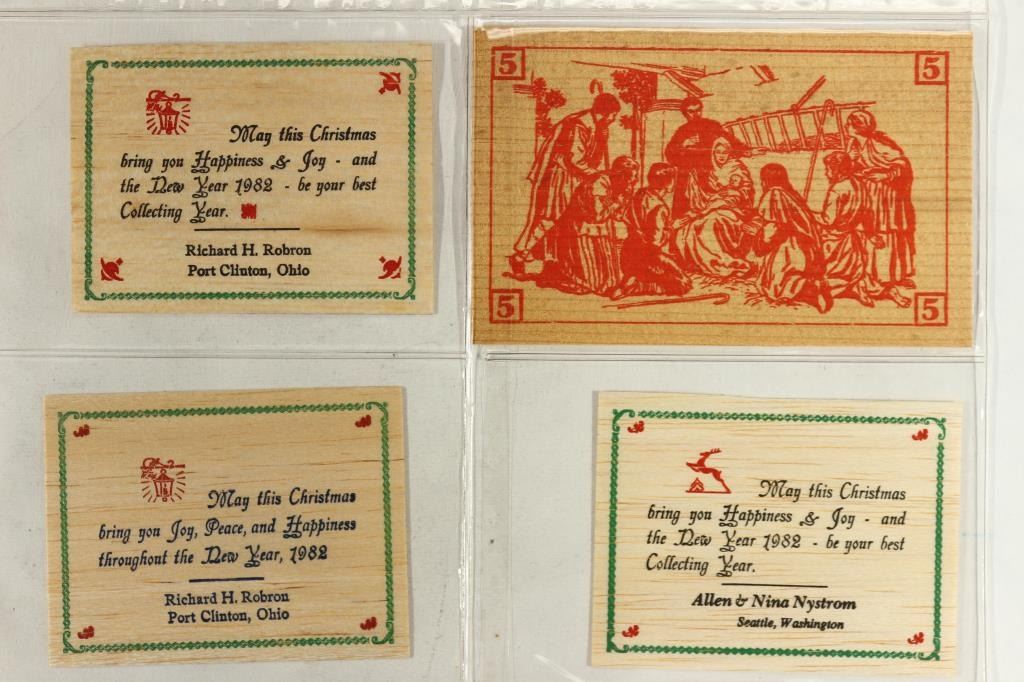 May this Christmas
bring you Happiness & Joy - and
the New Year 1982 - be your best
Collecting Year.
Richard H. Robron
Port Clinton, Ohio
5 5
5 5
May this Christmas
bring you Joy, Peace, and Happiness
throughout the New Year, 1982
Richard H. Robron
Port Clinton, Ohio
May this Christmas
bring you Happiness & Joy - and
the New Year 1982 - be your best
Collecting Year.
Allen & Nina Nystrom
Seattle, Washington